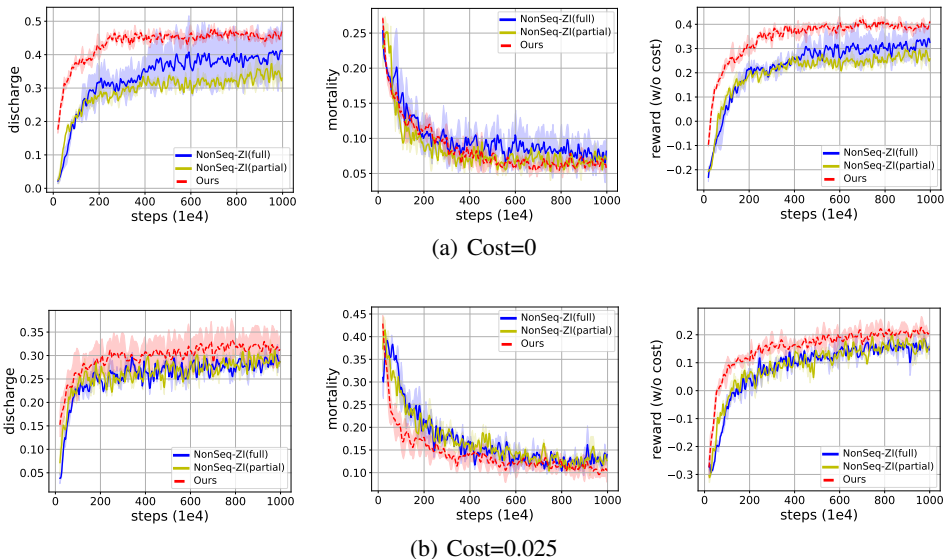 discharge
0.5
0.4
0.3
0.2
0.1
0.0
NonSeq-ZI(full)
NonSeq-ZI(partial)
Ours
0 200 400 600 800 1000
steps (1e4)
mortality
0.25
0.20
0.15
0.10
0.05
NonSeq-ZI(full)
NonSeq-ZI(partial)
Ours
0 200 400 600 800 1000
steps (1e4)
reward (w/o cost)
0.4
0.3
0.2
0.1
0.0
−0.1
−0.2
NonSeq-ZI(full)
NonSeq-ZI(partial)
Ours
0 200 400 600 800 1000
steps (1e4)
(a) Cost=0
discharge
0.35
0.30
0.25
0.20
0.15
0.10
0.05
NonSeq-ZI(full)
NonSeq-ZI(partial)
Ours
0 200 400 600 800 1000
steps (1e4)
mortality
0.45
0.40
0.35
0.30
0.25
0.20
0.15
0.10
NonSeq-ZI(full)
NonSeq-ZI(partial)
Ours
0 200 400 600 800 1000
steps (1e4)
reward (w/o cost)
0.2
0.1
0.0
−0.1
−0.2
−0.3
NonSeq-ZI(full)
NonSeq-ZI(partial)
Ours
0 200 400 600 800 1000
steps (1e4)
(b) Cost=0.025